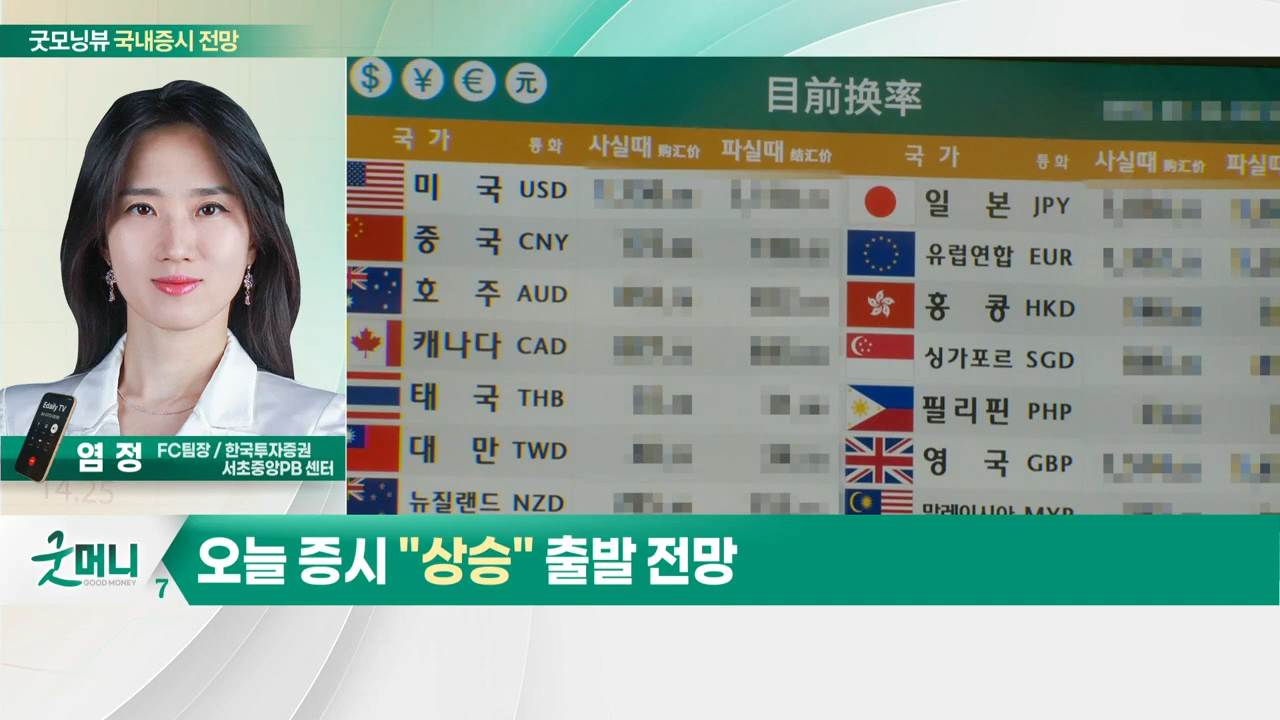 굿모닝뷰 국내증시 전망
$ ¥ € 元
目前换率
국 가 통화 사실때 购汇价 파실때 结汇价 국 가 통화 사실때 购汇价 파실때
미 국 USD
일 본 JPY
중 국 CNY
유럽연합 EUR
호 주 AUD
홍 콩 HKD
캐나다 CAD
싱가포르 SGD
태 국 THB
필리핀 PHP
대 만 TWD
영 국 GBP
뉴질랜드 NZD
말레이시아 MYR
Edaily TV
염 정 FC팀장 / 한국투자증권
서초중앙PB 센터
14.25
굿머니
GOOD MONEY
7
오늘 증시 "상승" 출발 전망